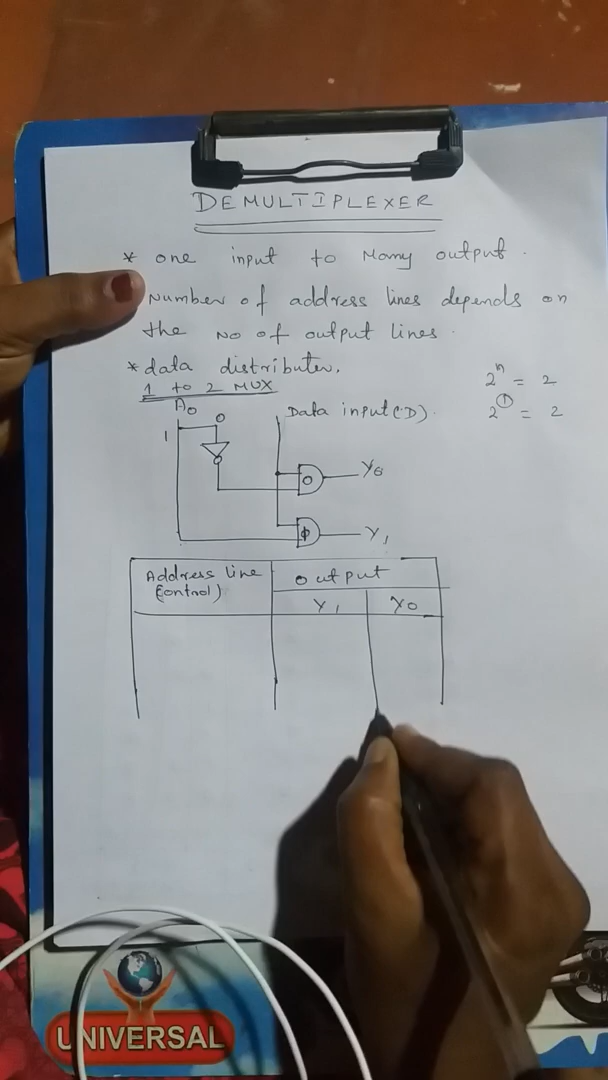 DEMULTIPLEXER
* one input to Many output.
Number of address lines depends on
the No of output lines.
* data distributer.
1 to 2 MUX
2^n = 2
2^1 = 2
A0
0
Data input(D).
1
0
Y0
Y1
Address line
(control)
output
Y1
Y0
UNIVERSAL